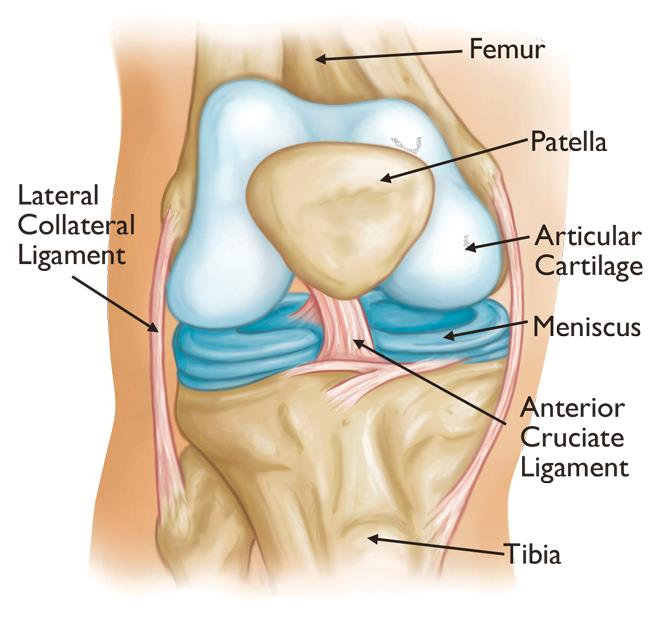 Femur
Patella
Lateral
Collateral
Ligament
Articular
Cartilage
Meniscus
Anterior
Cruciate
Ligament
Tibia